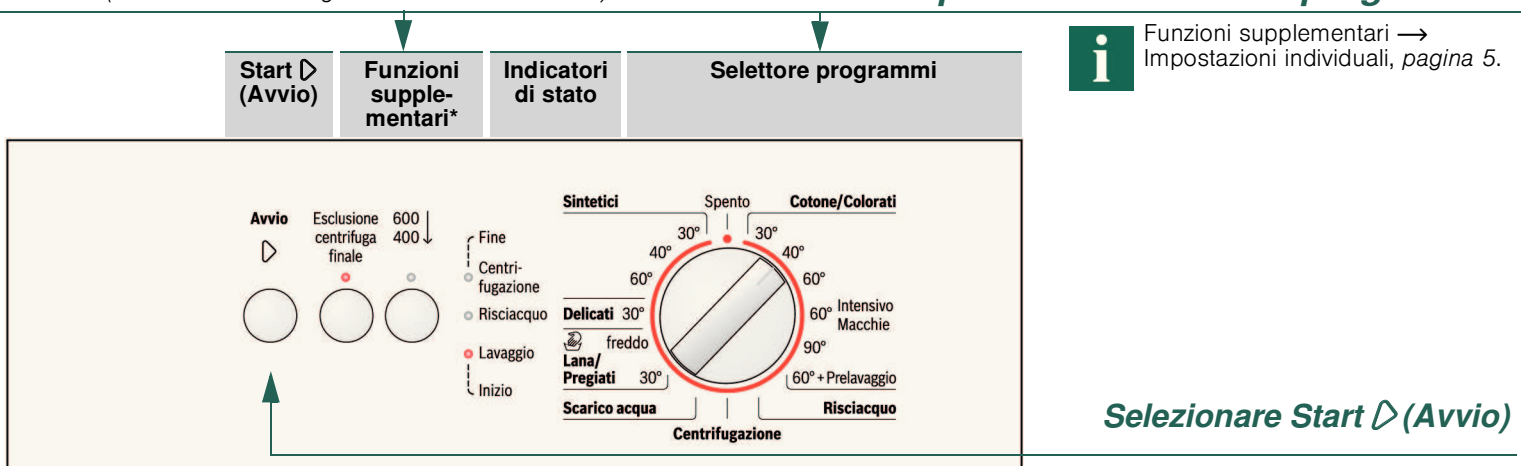 Funzioni supplementari →
Impostazioni individuali, pagina 5.
Start ▷
(Avvio)
Funzioni
supple-
mentari*
Indicatori
di stato
Selettore programmi
Avvio
Esclusione
centrifuga
finale
600
400
Fine
Centri-
fugazione
Risciacquo
Lavaggio
Inizio
Sintetici
Spento
Cotone/Colorati
30°
40°
60°
Delicati 30°
freddo
Lana/
Pregiati 30°
Scarico acqua
Centrifugazione
30°
40°
60°
60° Intensivo
Macchie
90°
60° + Prelavaggio
Risciacquo
Selezionare Start ▷ (Avvio)